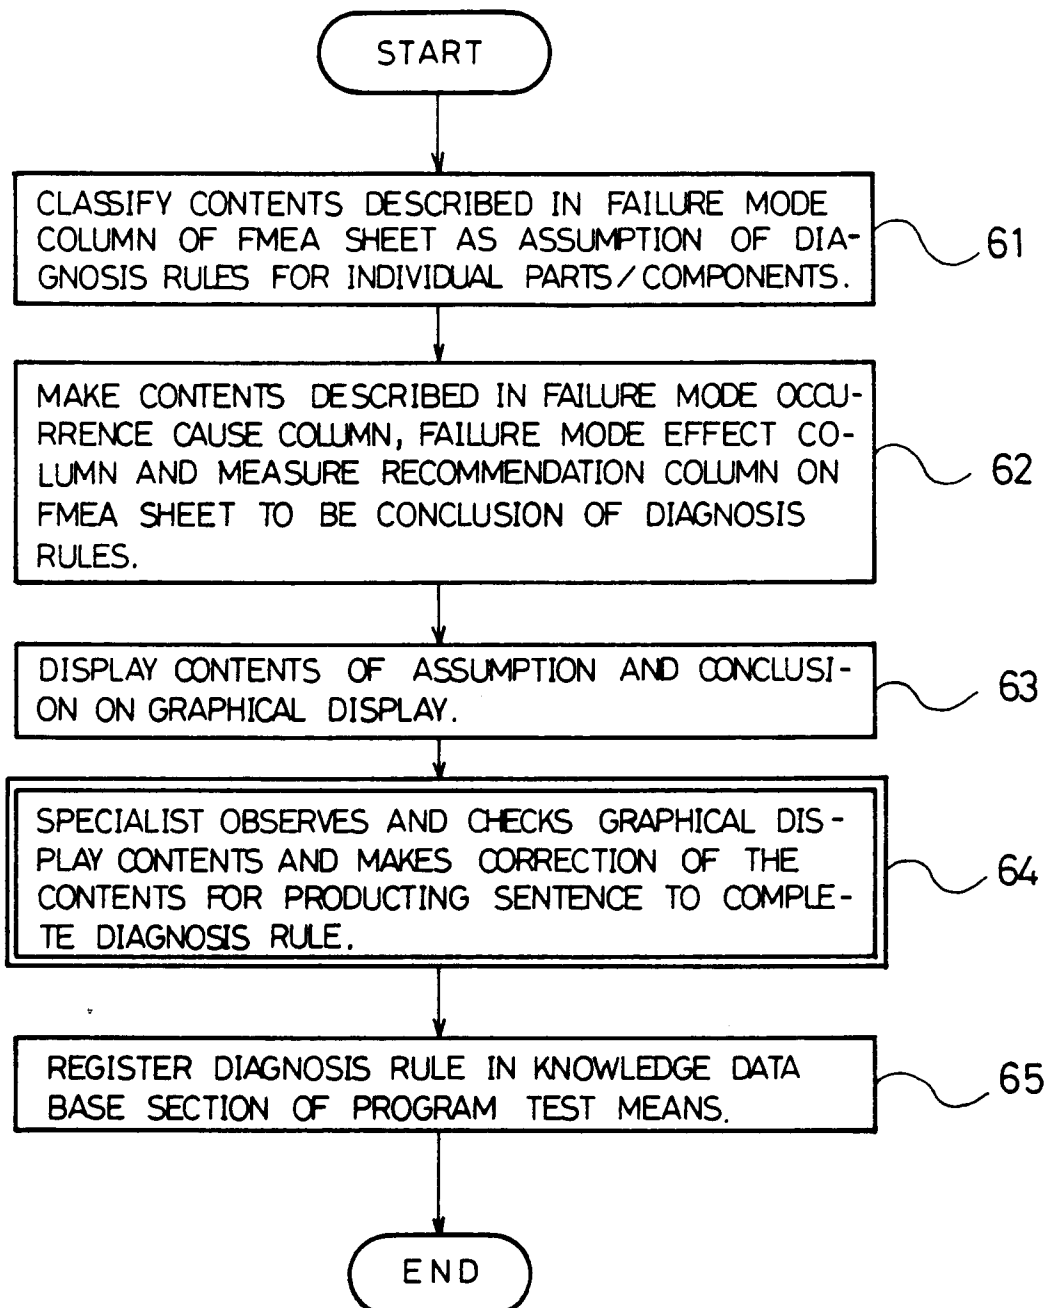 START
CLASSIFY CONTENTS DESCRIBED IN FAILURE MODE
COLUMN OF FMEA SHEET AS ASSUMPTION OF DIA-
GNOSIS RULES FOR INDIVIDUAL PARTS/COMPONENTS.
61
MAKE CONTENTS DESCRIBED IN FAILURE MODE OCCU-
RRENCE CAUSE COLUMN, FAILURE MODE EFFECT CO-
LUMN AND MEASURE RECOMMENDATION COLUMN ON
FMEA SHEET TO BE CONCLUSION OF DIAGNOSIS
RULES.
62
DISPLAY CONTENTS OF ASSUMPTION AND CONCLUSI-
ON ON GRAPHICAL DISPLAY.
63
SPECIALIST OBSERVES AND CHECKS GRAPHICAL DIS-
PLAY CONTENTS AND MAKES CORRECTION OF THE
CONTENTS FOR PRODUCTING SENTENCE TO COMPLE-
TE DIAGNOSIS RULE.
64
REGISTER DIAGNOSIS RULE IN KNOWLEDGE DATA
BASE SECTION OF PROGRAM TEST MEANS.
65
END